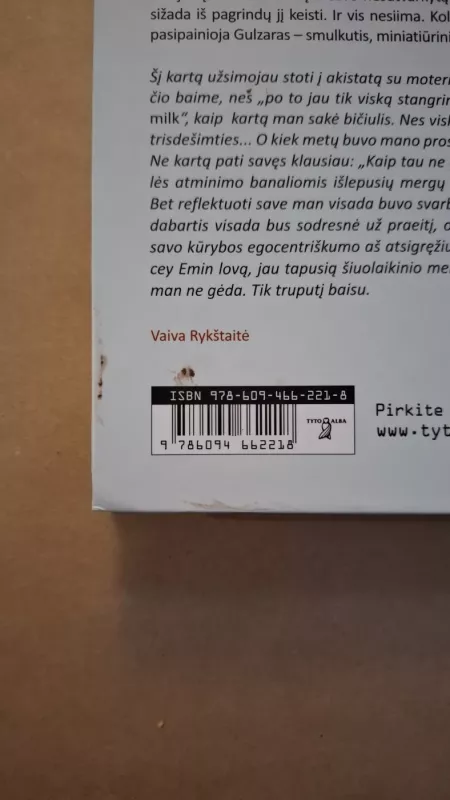 sižada iš pagrindų jį keisti. Ir vis nesiima. Kol
pasipainioja Gulzaras – smulkutis, miniatiūrini
Šį kartą užsimojau stoti į akistatą su moteri
čio baime, neš „po to jau tik viską stangrin
milk“, kaip kartą man sakė bičiulis. Nes visk
trisdešimties... O kiek metų buvo mano pros
Ne kartą pati savęs klausiau: „Kaip tau ne
lės atminimo banaliomis išlepusių mergų
Bet reflektuoti save man visada buvo svarb
dabartis visada bus sodresnė už praeitį, o
savo kūrybos egocentriškumo aš atsigręžiu
cey Emin lovą, jau tapusią šiuolaikinio me
man ne gėda. Tik truputį baisu.
Vaiva Rykštaitė
ISBN 978-609-466-221-8
TYTO ALBA
9 786094 662218
Pirkite
www.tyt